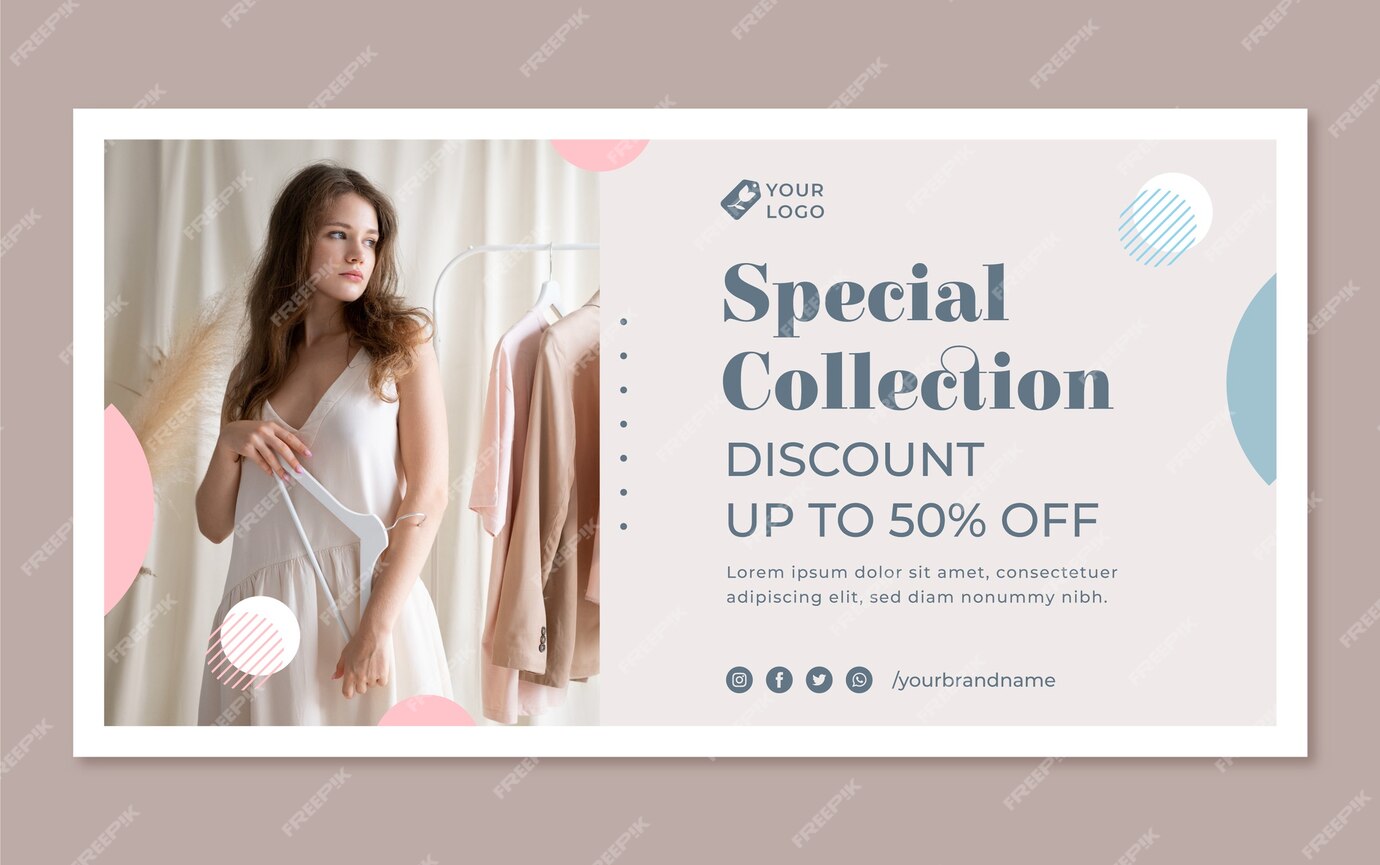 YOUR
LOGO
Special
Collection
DISCOUNT
UP TO 50% OFF
Lorem ipsum dolor sit amet, consectetuer
adipiscing elit, sed diam nonummy nibh.
/yourbrandname
FREEPIK